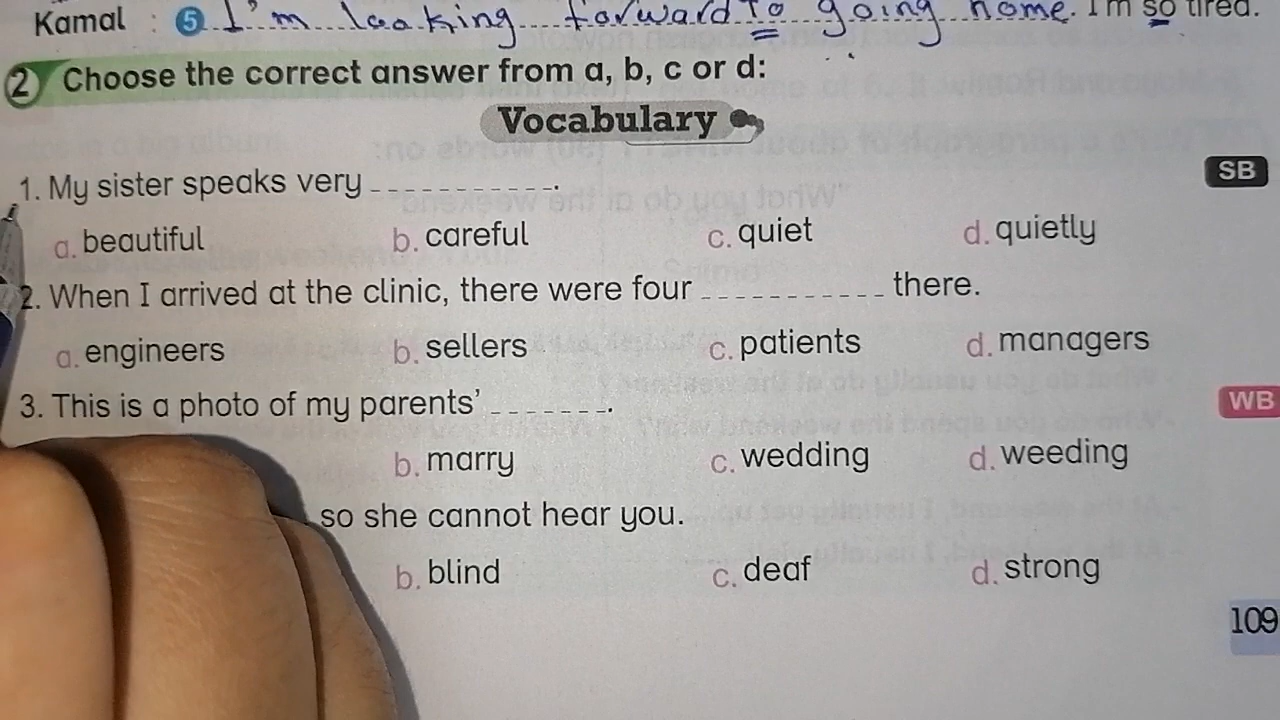 Kamal : 5 I'm looking forward to going home. I'm so tired.
2 Choose the correct answer from a, b, c or d:
Vocabulary
1. My sister speaks very ___________. SB
a. beautiful b. careful c. quiet d. quietly
2. When I arrived at the clinic, there were four ___________ there.
a. engineers b. sellers c. patients d. managers
3. This is a photo of my parents' _______. WB
b. marry c. wedding d. weeding
so she cannot hear you.
b. blind c. deaf d. strong
109